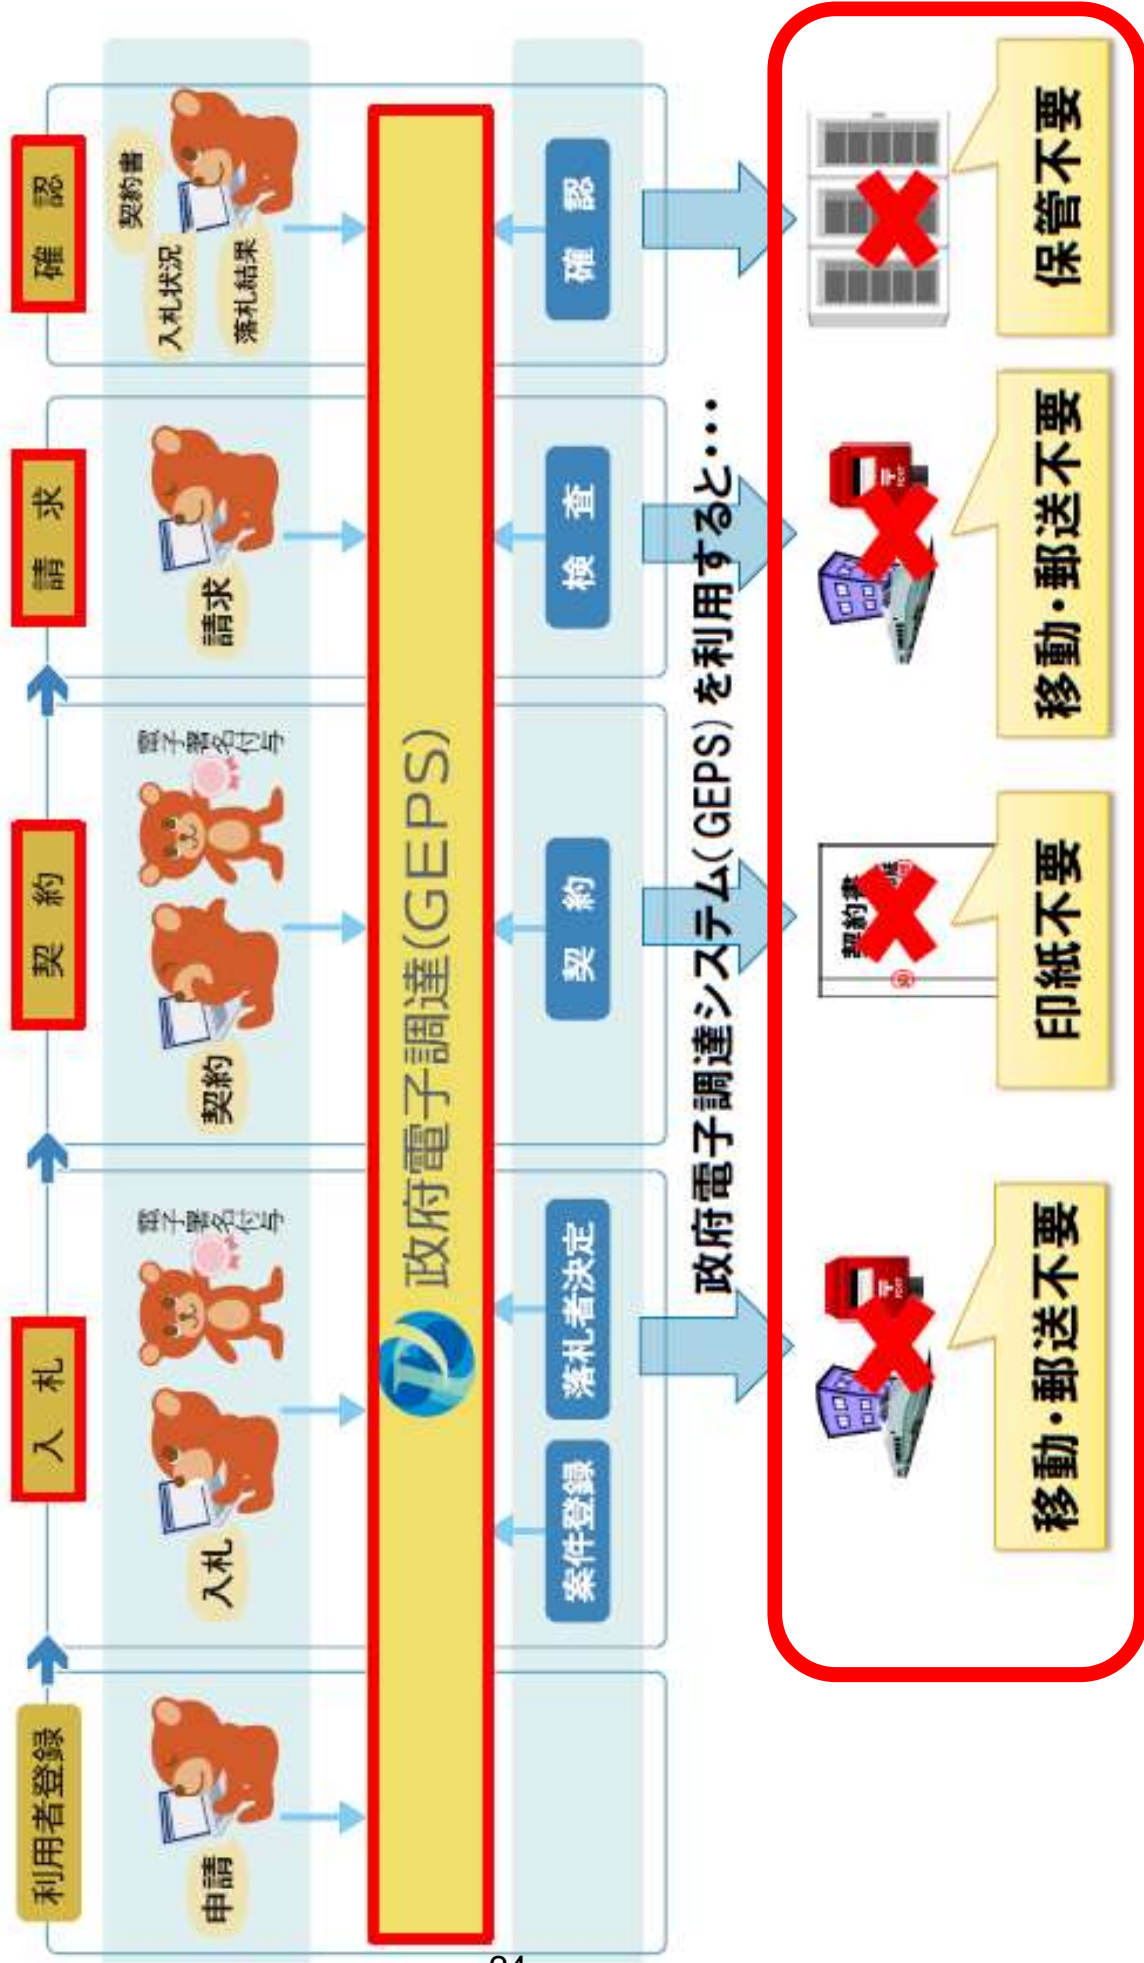 利用者登録
入札
契約
請求
確認
申請
入札
電子署名付与
契約
電子署名付与
請求
契約書
入札状況
落札結果
政府電子調達(GEPS)
案件登録
落札者決定
契約
検査
確認
政府電子調達システム(GEPS)を利用すると・・・
契約書
移動・郵送不要
印紙不要
移動・郵送不要
保管不要